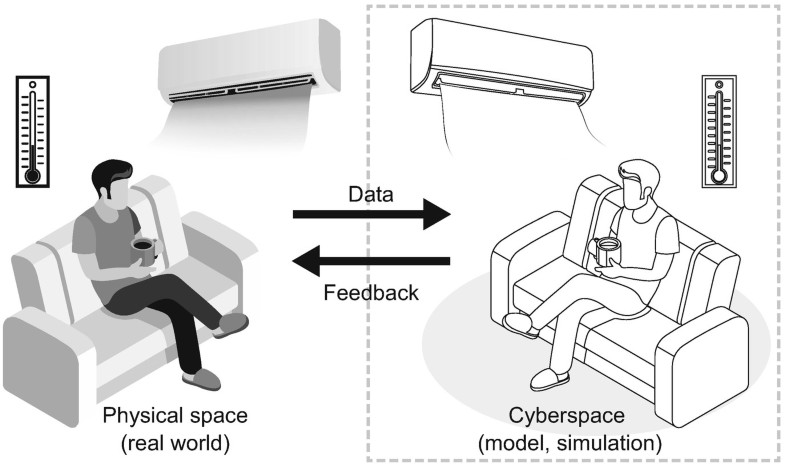 Data
Feedback
Physical space
(real world)
Cyberspace
(model, simulation)